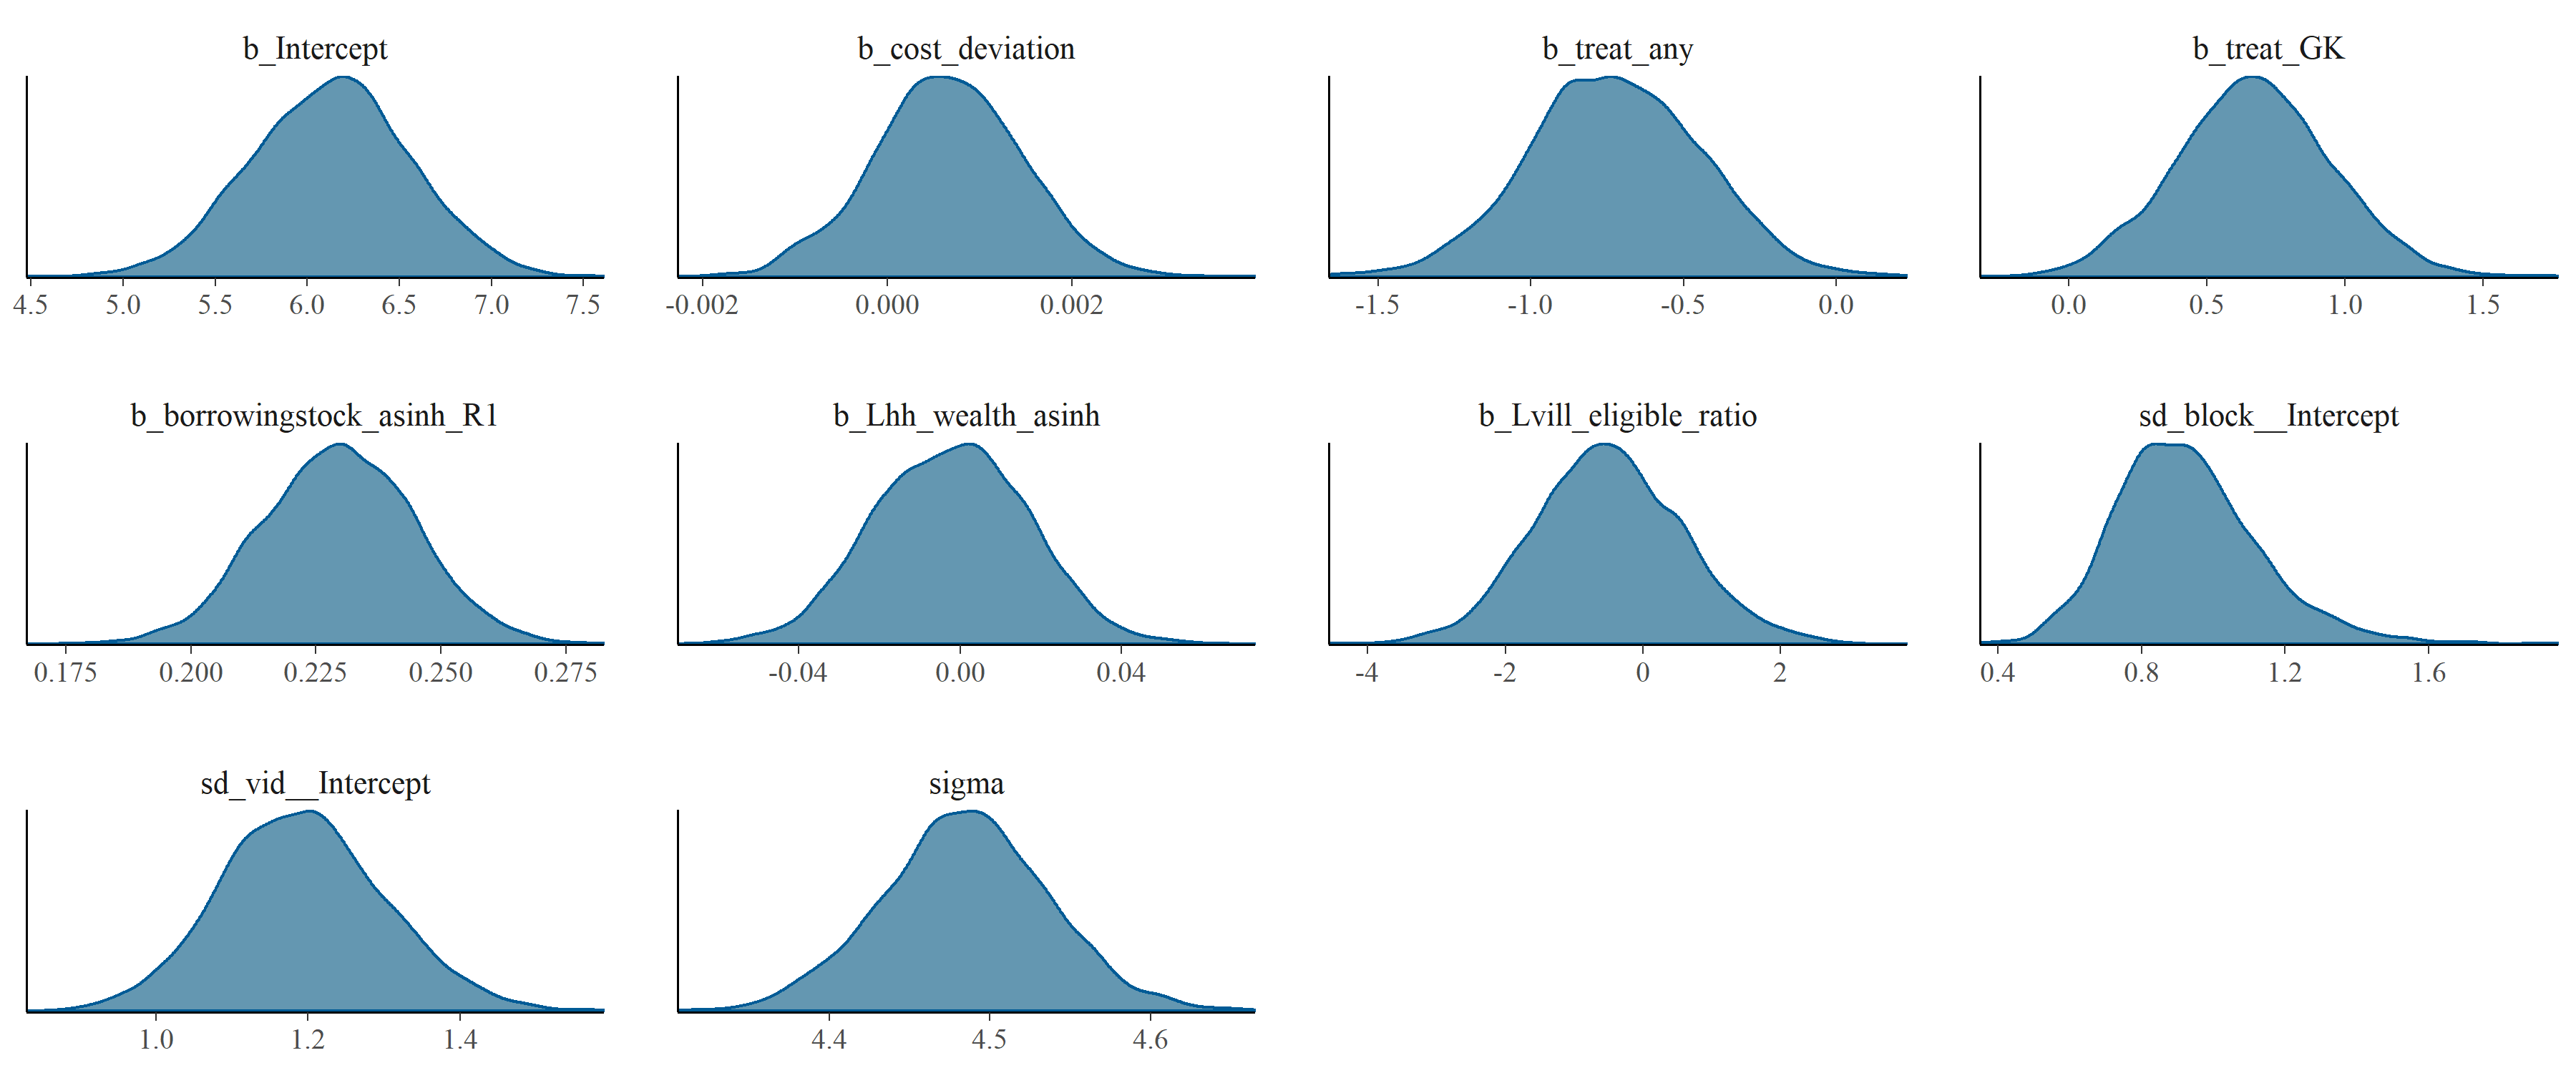 b_Intercept b_cost_deviation b_treat_any b_treat_GK
4.5 5.0 5.5 6.0 6.5 7.0 7.5 -0.002 0.000 0.002 -1.5 -1.0 -0.5 0.0 0.0 0.5 1.0 1.5
b_borrowingstock_asinh_R1 b_Lhh_wealth_asinh b_Lvill_eligible_ratio sd_block__Intercept
0.175 0.200 0.225 0.250 0.275 -0.04 0.00 0.04 -4 -2 0 2 0.4 0.8 1.2 1.6
sd_vid__Intercept sigma
1.0 1.2 1.4 4.4 4.5 4.6